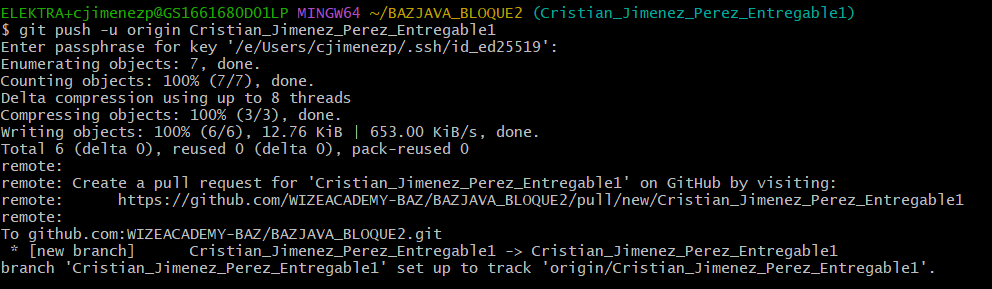 ELEKTRA+cjimenezp@GS1661680D01LP MINGW64 ~/BAZJAVA_BLOQUE2 (Cristian_Jimenez_Perez_Entregable1)
$ git push -u origin Cristian_Jimenez_Perez_Entregable1
Enter passphrase for key '/e/Users/cjimenezp/.ssh/id_ed25519':
Enumerating objects: 7, done.
Counting objects: 100% (7/7), done.
Delta compression using up to 8 threads
Compressing objects: 100% (3/3), done.
Writing objects: 100% (6/6), 12.76 KiB | 653.00 KiB/s, done.
Total 6 (delta 0), reused 0 (delta 0), pack-reused 0
remote:
remote: Create a pull request for 'Cristian_Jimenez_Perez_Entregable1' on GitHub by visiting:
remote:      https://github.com/WIZEACADEMY-BAZ/BAZJAVA_BLOQUE2/pull/new/Cristian_Jimenez_Perez_Entregable1
remote:
To github.com:WIZEACADEMY-BAZ/BAZJAVA_BLOQUE2.git
 * [new branch]      Cristian_Jimenez_Perez_Entregable1 -> Cristian_Jimenez_Perez_Entregable1
branch 'Cristian_Jimenez_Perez_Entregable1' set up to track 'origin/Cristian_Jimenez_Perez_Entregable1'.